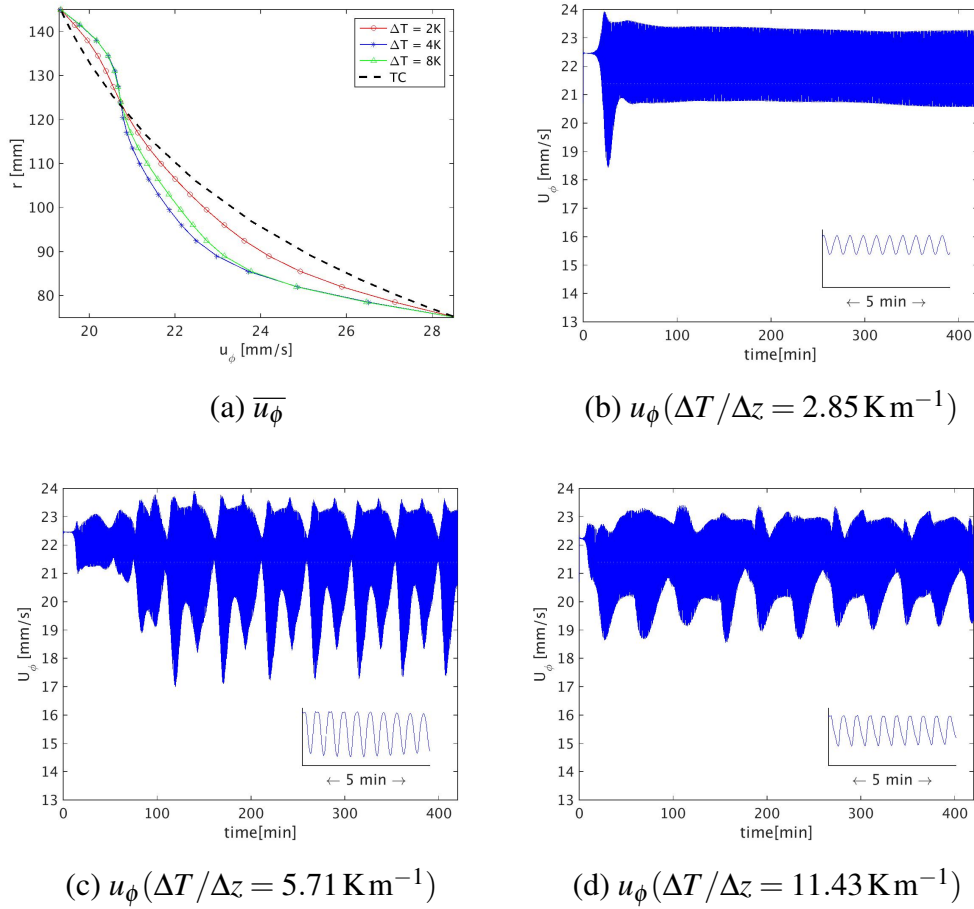 ΔT = 2K
ΔT = 4K
ΔT = 8K
TC
r [mm]
140
130
120
110
100
90
80
20 22 24 26 28
u_ϕ [mm/s]
(a) \overline{u_ϕ}
U_ϕ [mm/s]
24
23
22
21
20
19
18
17
16
15
14
13
← 5 min →
0 100 200 300 400
time[min]
(b) u_ϕ(ΔT/Δz = 2.85 K m⁻¹)
U_ϕ [mm/s]
24
23
22
21
20
19
18
17
16
15
14
13
← 5 min →
0 100 200 300 400
time[min]
(c) u_ϕ(ΔT/Δz = 5.71 K m⁻¹)
U_ϕ [mm/s]
24
23
22
21
20
19
18
17
16
15
14
13
← 5 min →
0 100 200 300 400
time[min]
(d) u_ϕ(ΔT/Δz = 11.43 K m⁻¹)